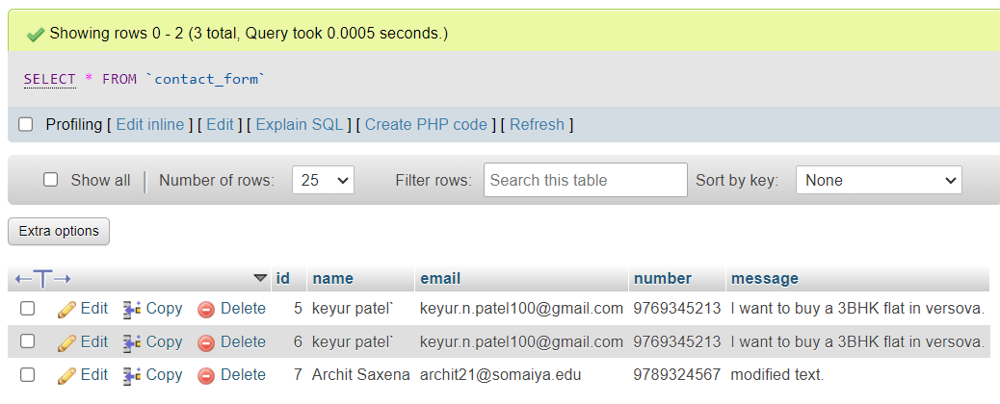 Showing rows 0 - 2 (3 total, Query took 0.0005 seconds.)
SELECT * FROM `contact_form`
Profiling [ Edit inline ] [ Edit ] [ Explain SQL ] [ Create PHP code ] [ Refresh ]
Show all Number of rows: 25 Filter rows: Search this table Sort by key: None
Extra options
id name email number message
Edit Copy Delete 5 keyur patel` keyur.n.patel100@gmail.com 9769345213 I want to buy a 3BHK flat in versova.
Edit Copy Delete 6 keyur patel` keyur.n.patel100@gmail.com 9769345213 I want to buy a 3BHK flat in versova.
Edit Copy Delete 7 Archit Saxena archit21@somaiya.edu 9789324567 modified text.